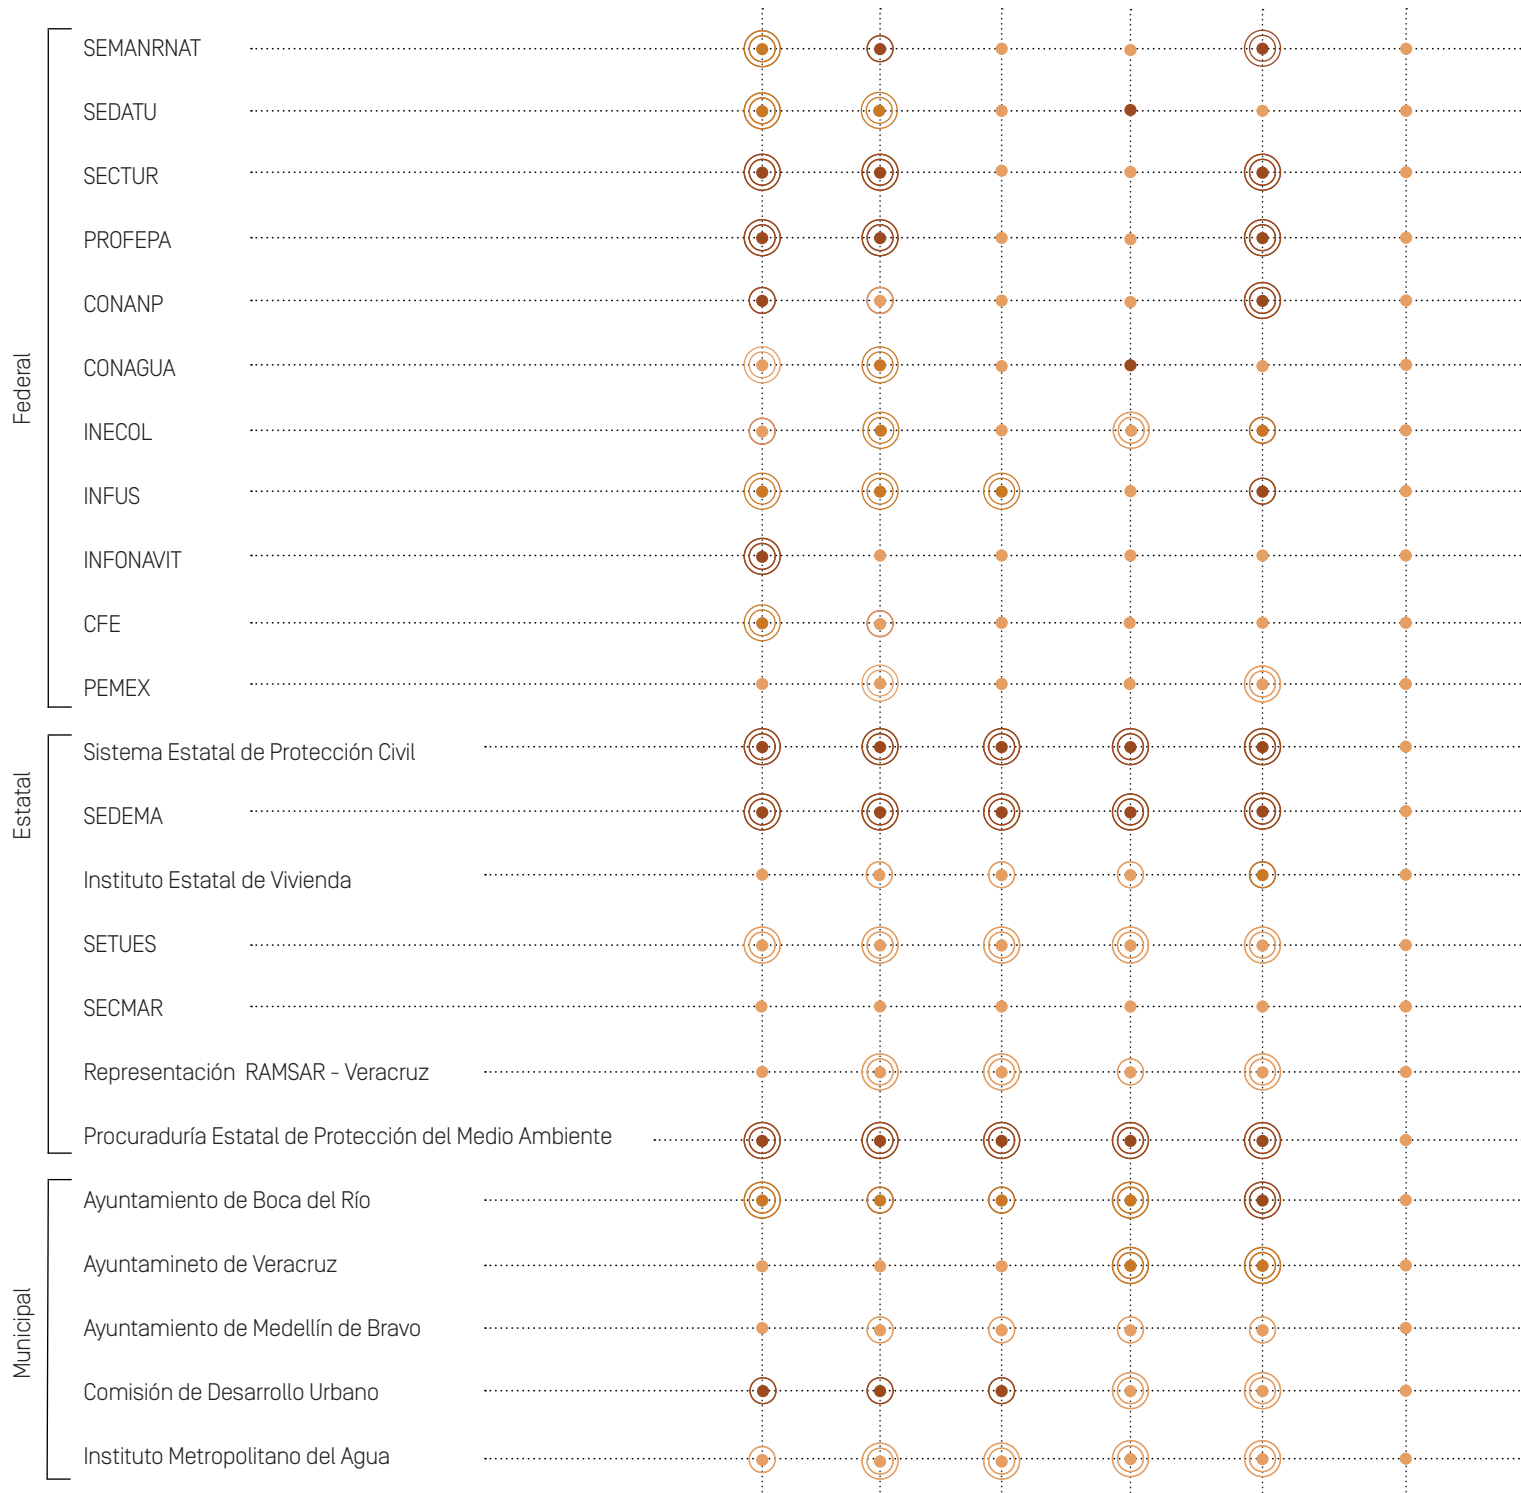 Federal
SEMANRNAT
SEDATU
SECTUR
PROFEPA
CONANP
CONAGUA
INECOL
INFUS
INFONAVIT
CFE
PEMEX
Estatal
Sistema Estatal de Protección Civil
SEDEMA
Instituto Estatal de Vivienda
SETUES
SECMAR
Representación RAMSAR - Veracruz
Procuraduría Estatal de Protección del Medio Ambiente
Municipal
Ayuntamiento de Boca del Río
Ayuntamineto de Veracruz
Ayuntamiento de Medellín de Bravo
Comisión de Desarrollo Urbano
Instituto Metropolitano del Agua